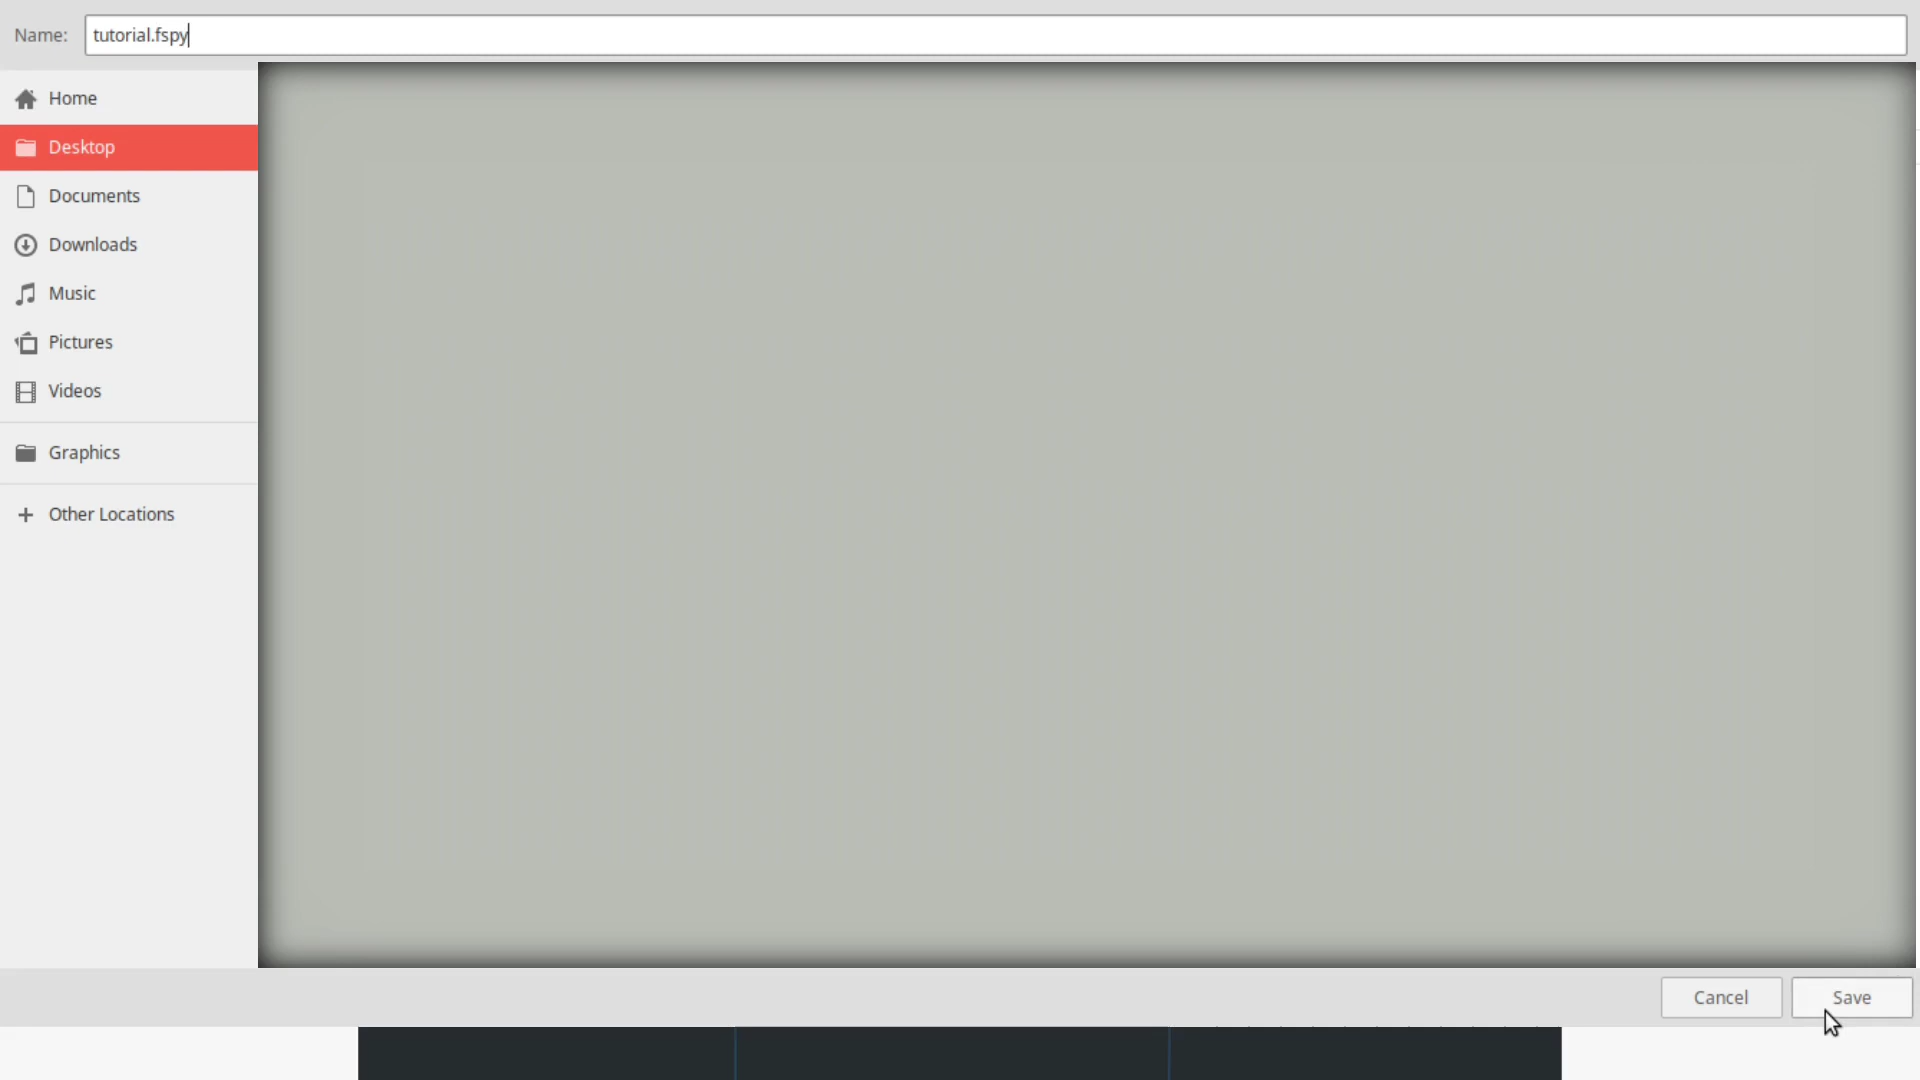 Name: tutorial.fspy
Home
Desktop
Documents
Downloads
Music
Pictures
Videos
Graphics
Other Locations
Cancel Save